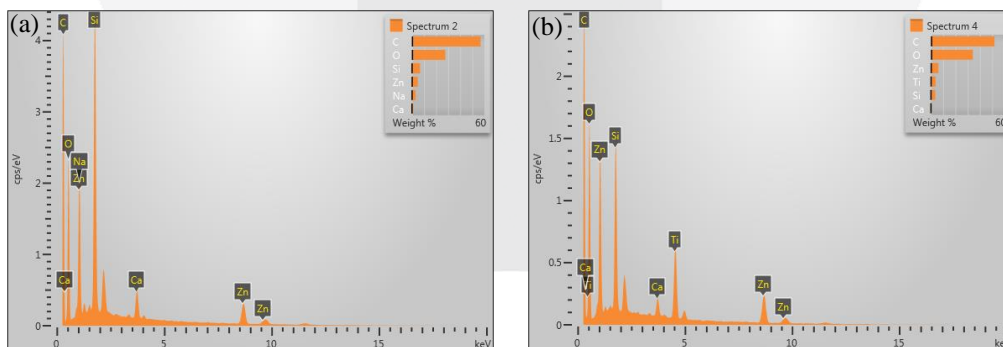 (a)
4
3
2
1
0
cps/eV
C
Si
O
Na
Zn
Ca
Ca
Zn
Zn
0
5
10
15
keV
Spectrum 2
C
O
Si
Zn
Na
Ca
Weight %
60
(b)
2
1.5
1
0.5
0
cps/eV
C
O
Zn
Si
Ca
Ti
Ca
Ti
Zn
Zn
0
5
10
15
Spectrum 4
C
O
Zn
Ti
Si
Ca
Weight %
60